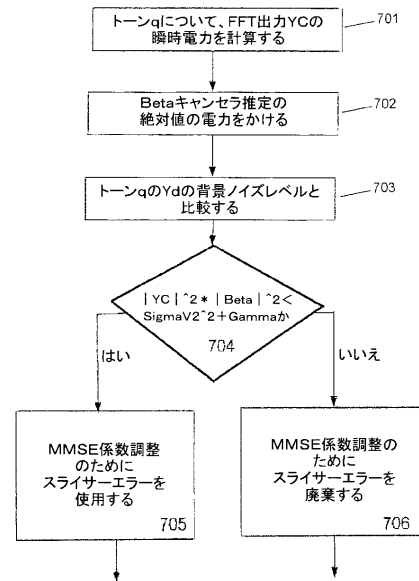 トーンqについて、FFT出力YCの
瞬時電力を計算する
701
Betaキャンセラ推定の
絶対値の電力をかける
702
トーンqのYdの背景ノイズレベルと
比較する
703
|YC|^2*|Beta|^2<
SigmaV2^2+Gammaか
704
はい
いいえ
MMSE係数調整
のために
スライサーエラーを
使用する
705
MMSE係数調整の
ために
スライサーエラーを
廃棄する
706